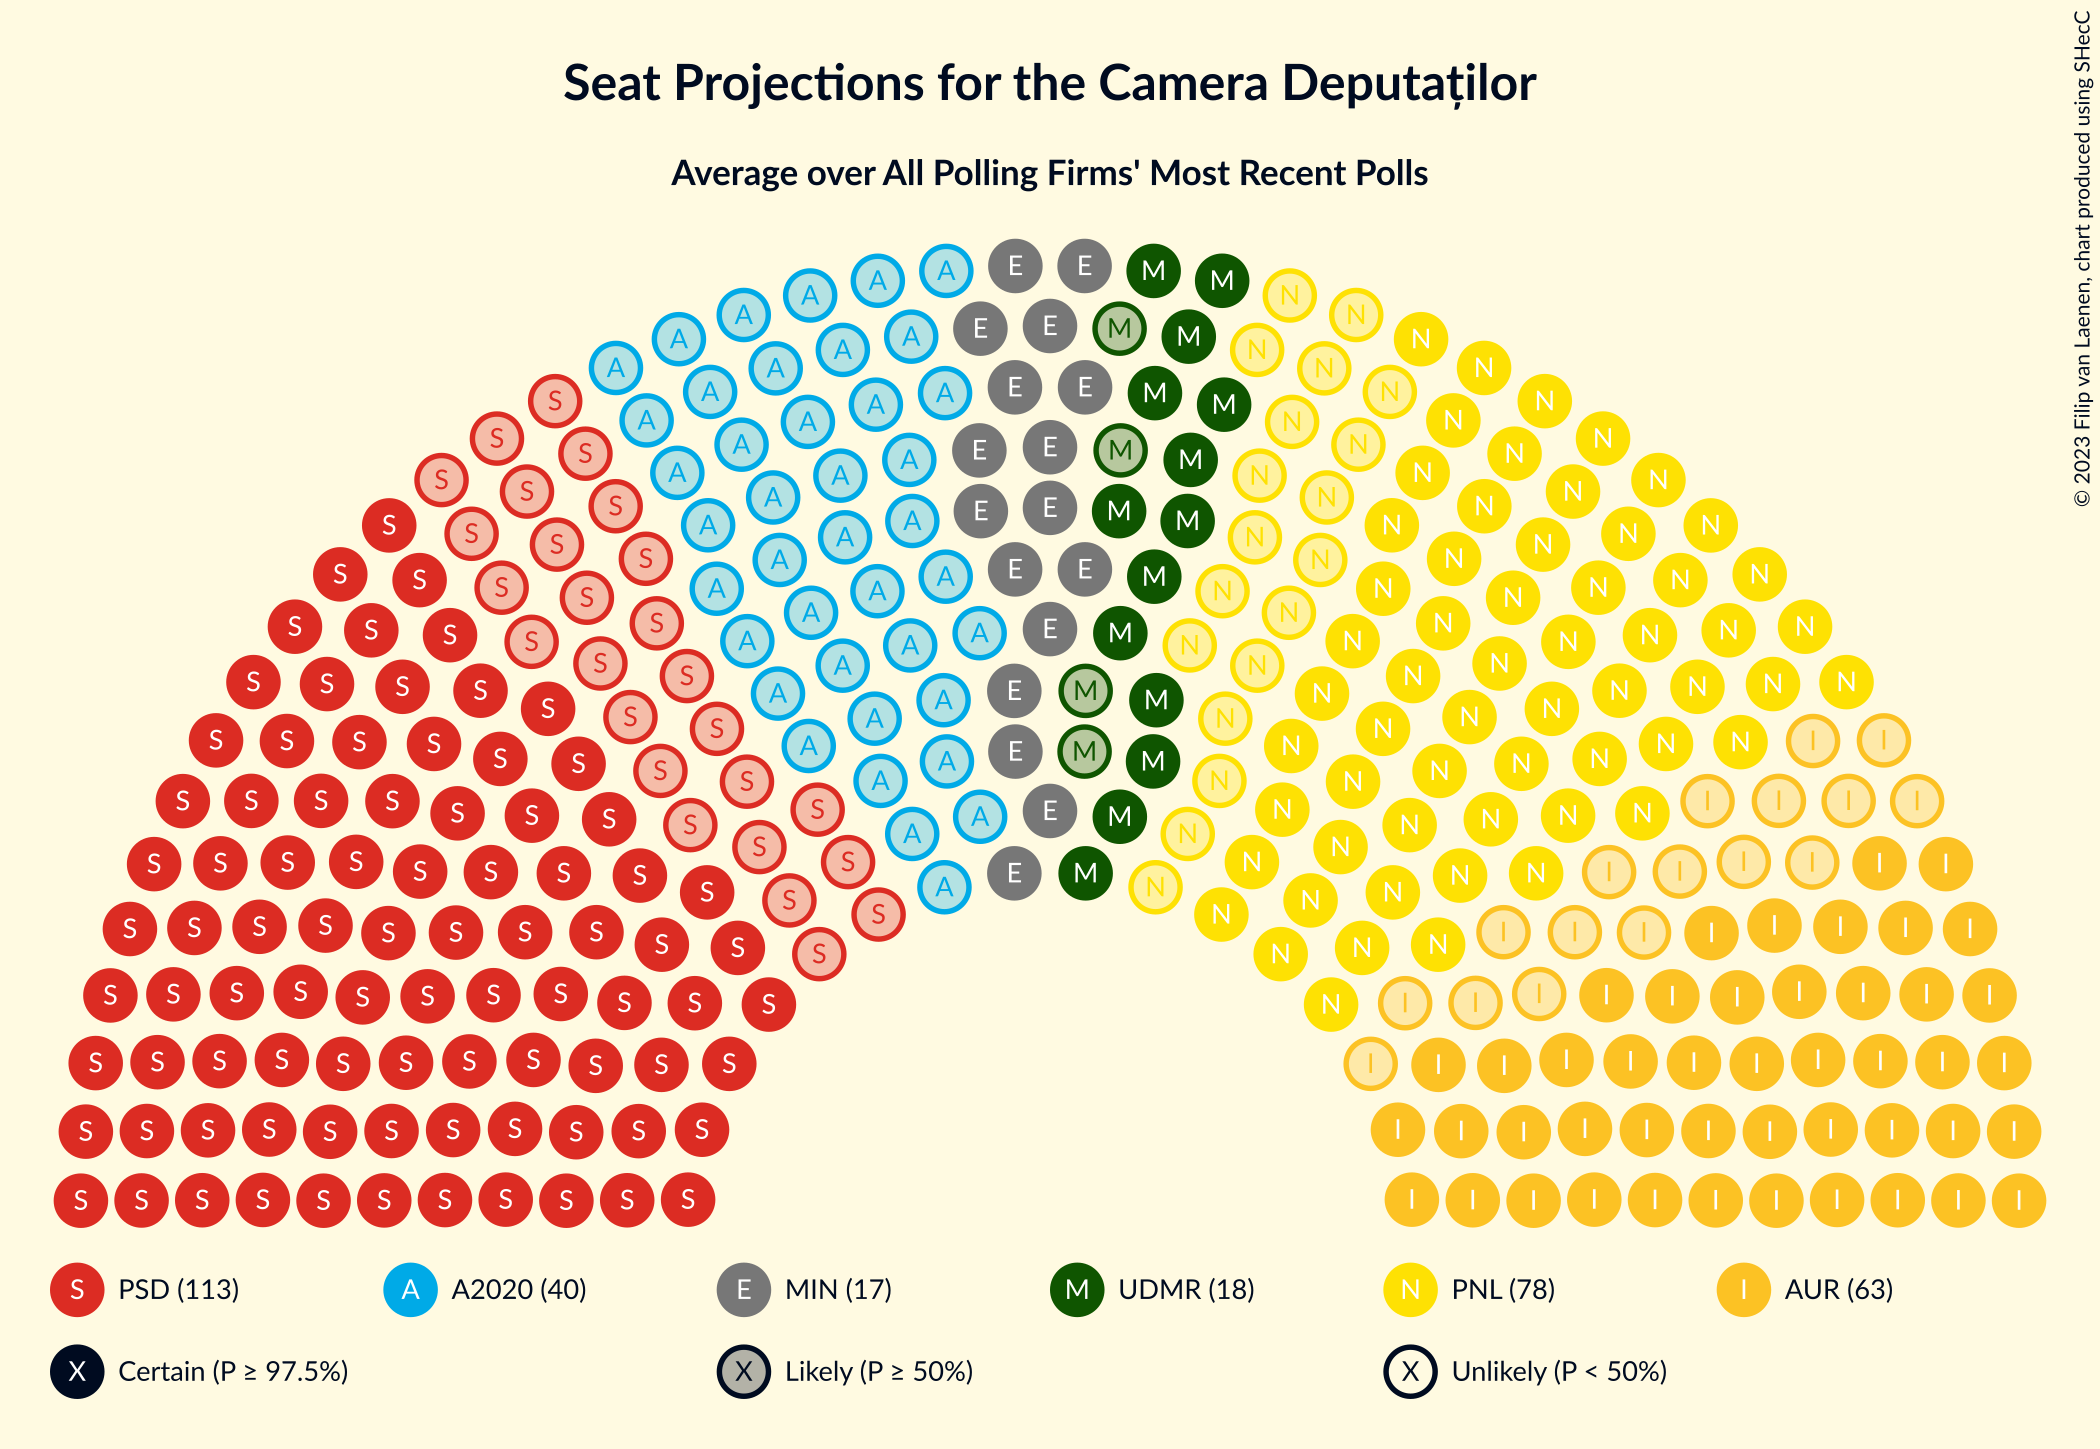 Seat Projections for the Camera Deputaților
Average over All Polling Firms' Most Recent Polls
© 2023 Filip van Laenen, chart produced using SHecC
S PSD (113) A A2020 (40) E MIN (17) M UDMR (18) N PNL (78) I AUR (63)
X Certain (P ≥ 97.5%) X Likely (P ≥ 50%) X Unlikely (P < 50%)